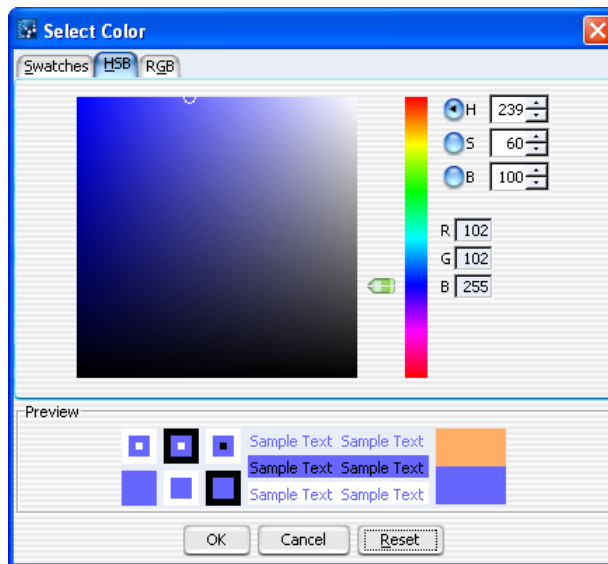 Select Color
Swatches HSB RGB
H 239
S 60
B 100
R 102
G 102
B 255
Preview
Sample Text Sample Text
Sample Text Sample Text
Sample Text Sample Text
OK Cancel Reset